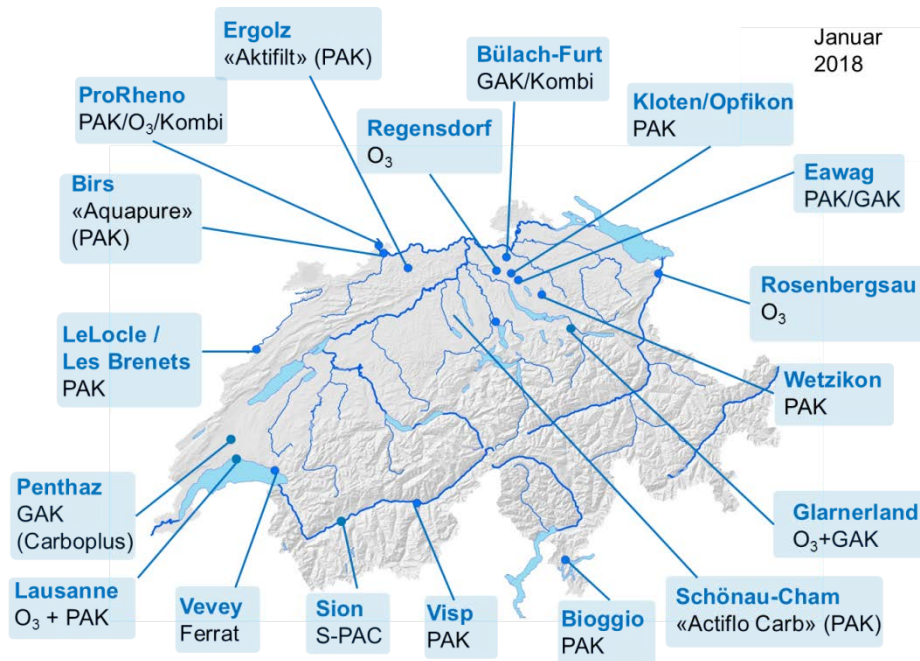 Januar
2018
Ergolz
«Aktifilt» (PAK)
Bülach-Furt
GAK/Kombi
ProRheno
PAK/O₃/Kombi
Kloten/Opfikon
PAK
Regensdorf
O₃
Eawag
PAK/GAK
Birs
«Aquapure»
(PAK)
Rosenbergsau
O₃
LeLocle /
Les Brenets
PAK
Wetzikon
PAK
Penthaz
GAK
(Carboplus)
Glarnerland
O₃+GAK
Lausanne
O₃ + PAK
Vevey
Ferrat
Sion
S-PAC
Visp
PAK
Bioggio
PAK
Schönau-Cham
«Actiflo Carb» (PAK)